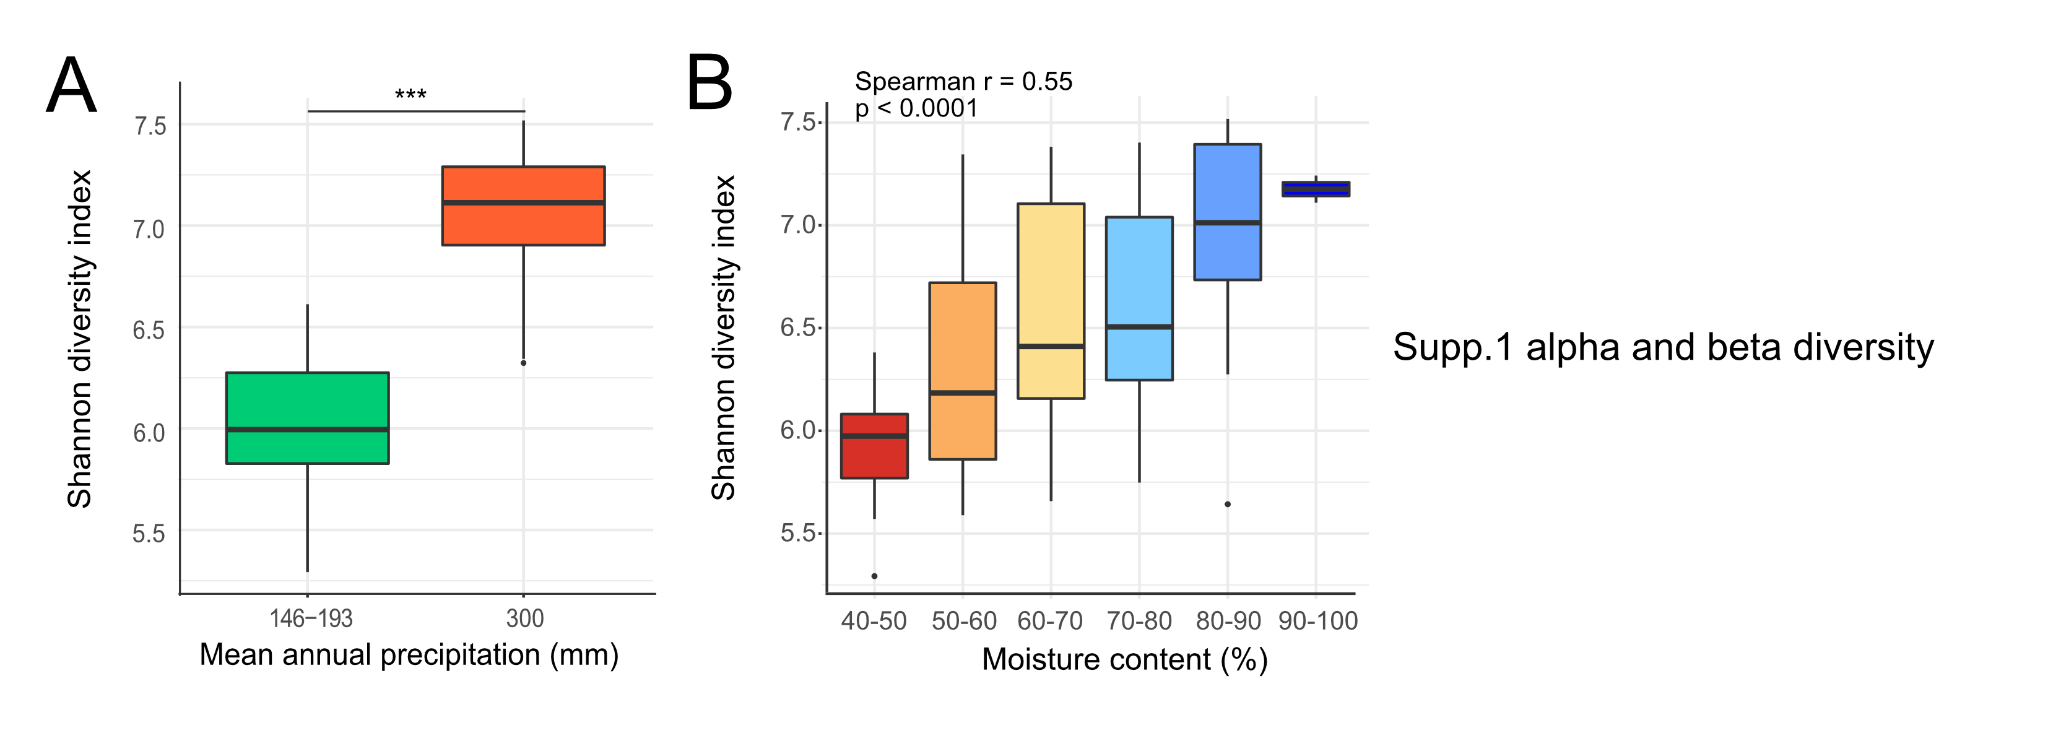 A
***
7.5
7.0
6.5
6.0
5.5
Shannon diversity index
146−193
300
Mean annual precipitation (mm)
B
Spearman r = 0.55
p < 0.0001
7.5
7.0
6.5
6.0
5.5
Shannon diversity index
40-50
50-60
60-70
70-80
80-90
90-100
Moisture content (%)
Supp.1 alpha and beta diversity